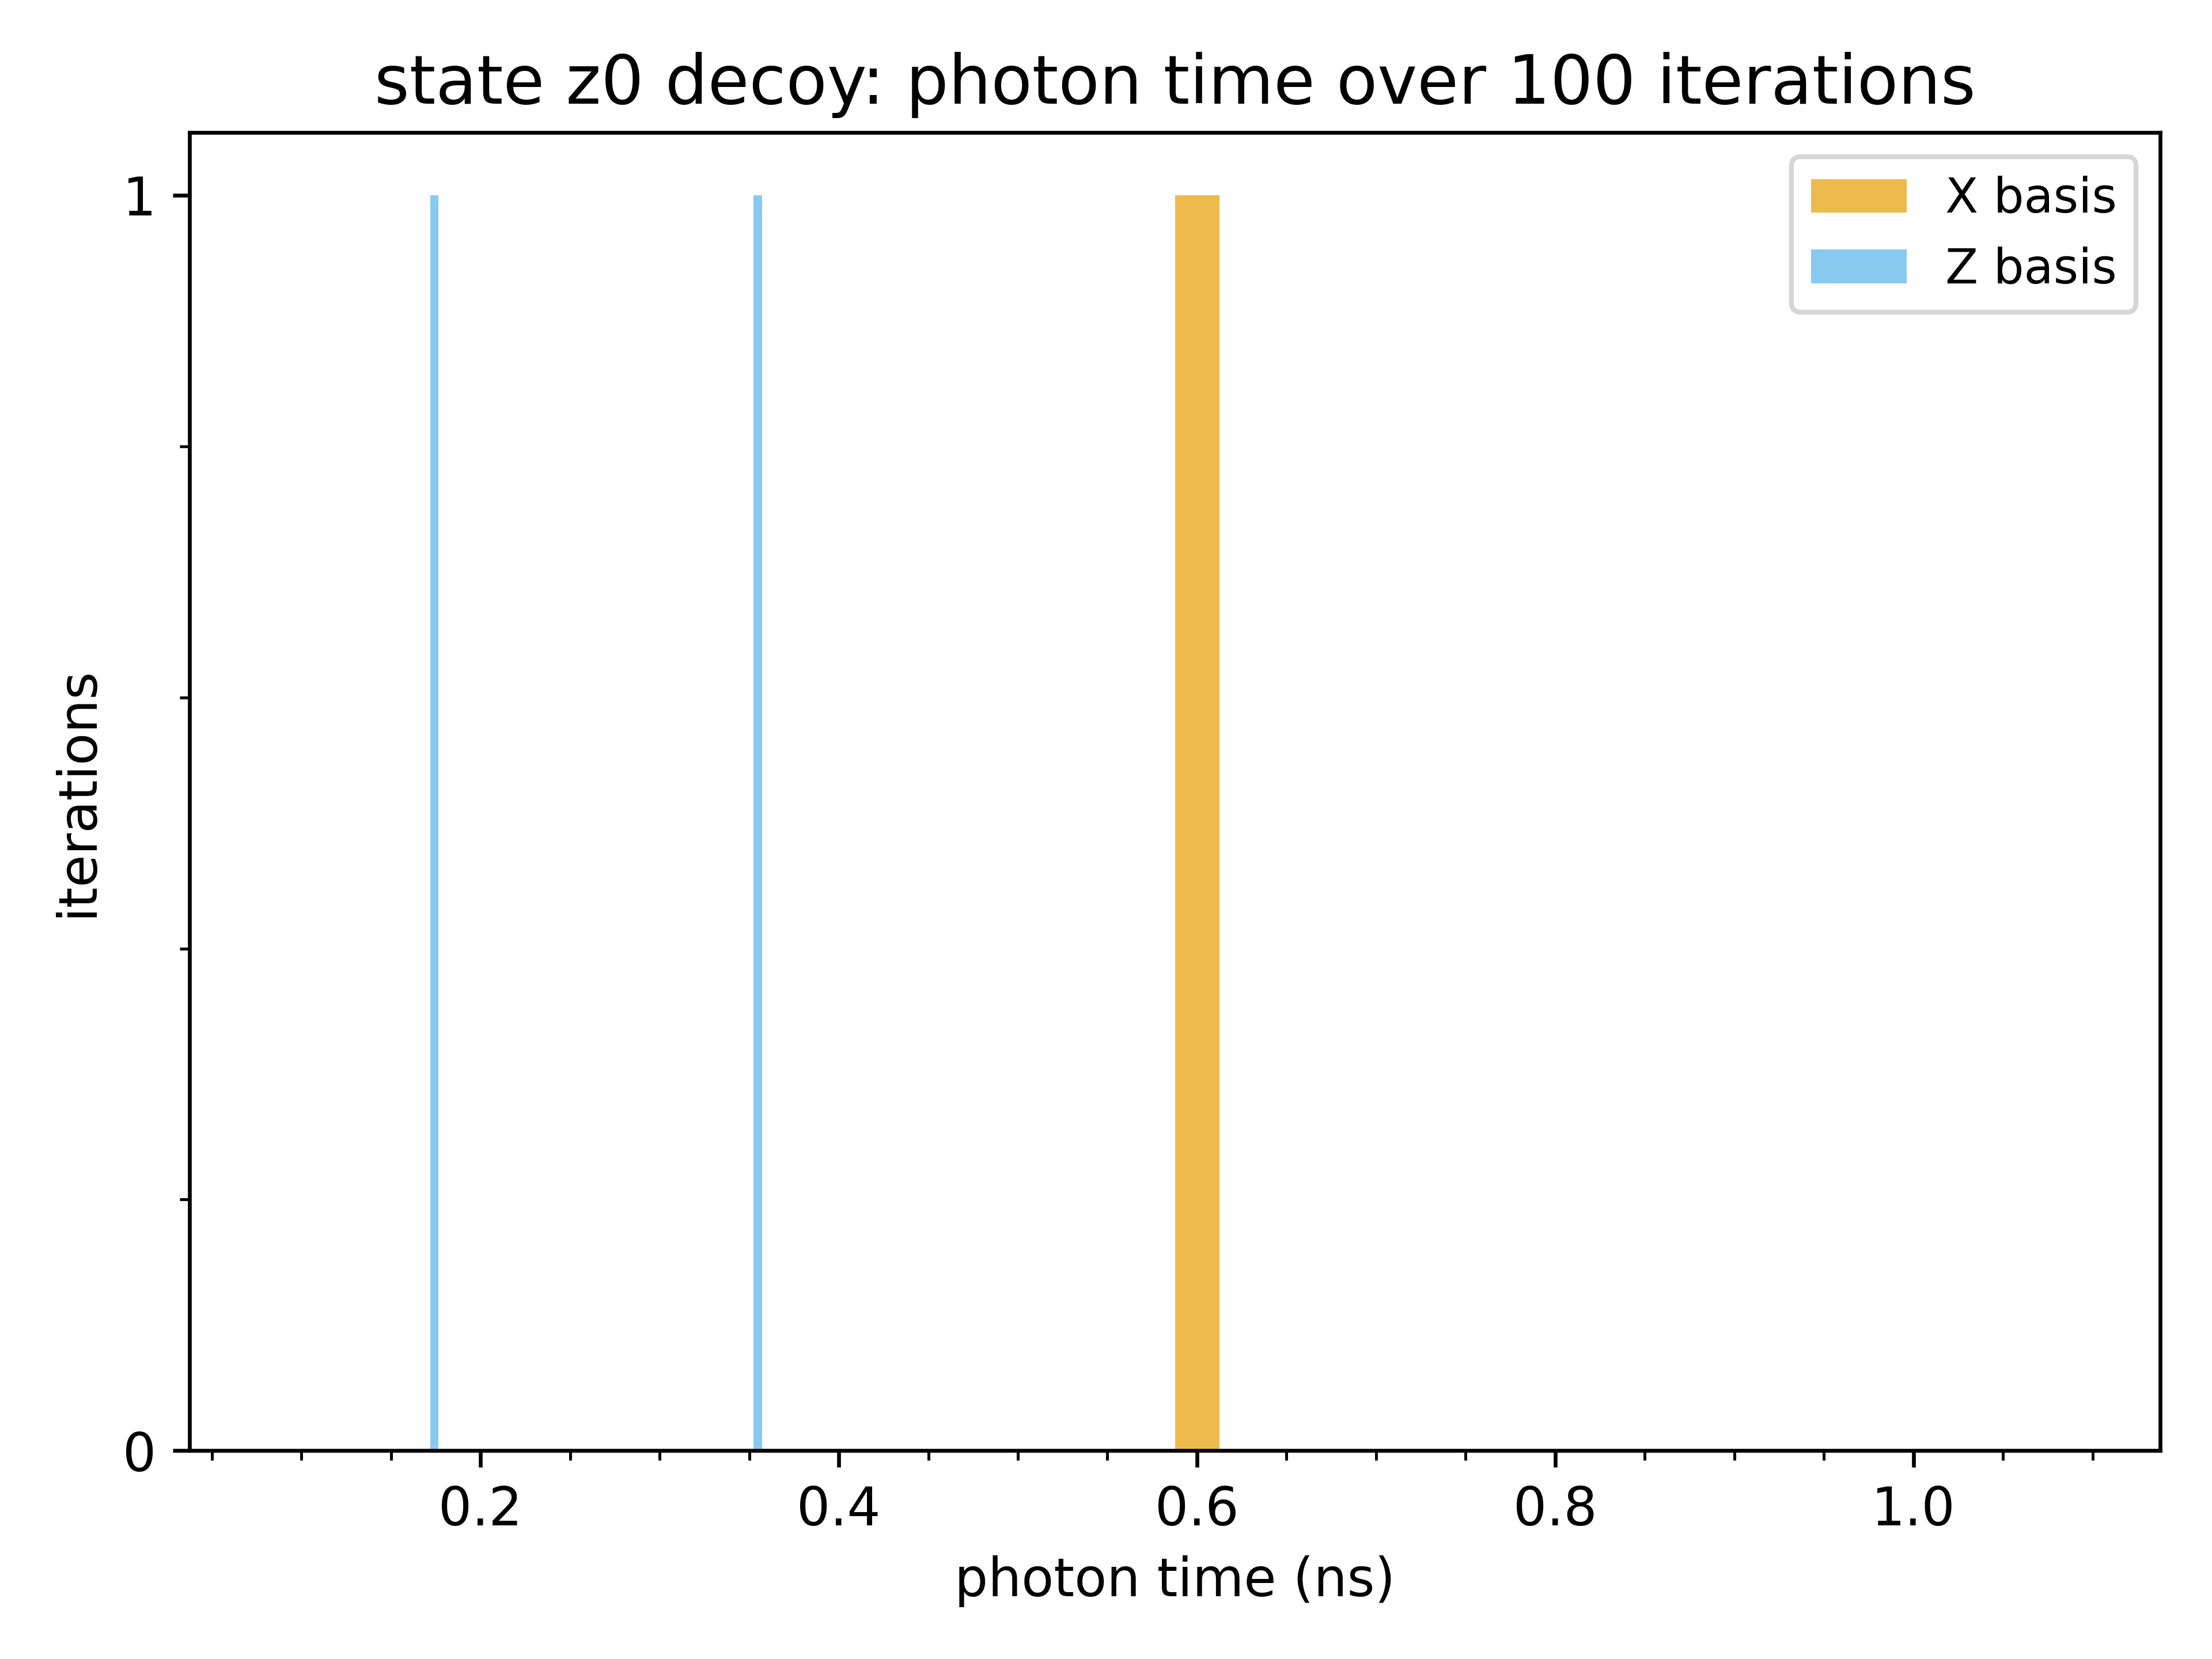 state z0 decoy: photon time over 100 iterations
X basis
Z basis
1
0
iterations
0.2 0.4 0.6 0.8 1.0
photon time (ns)